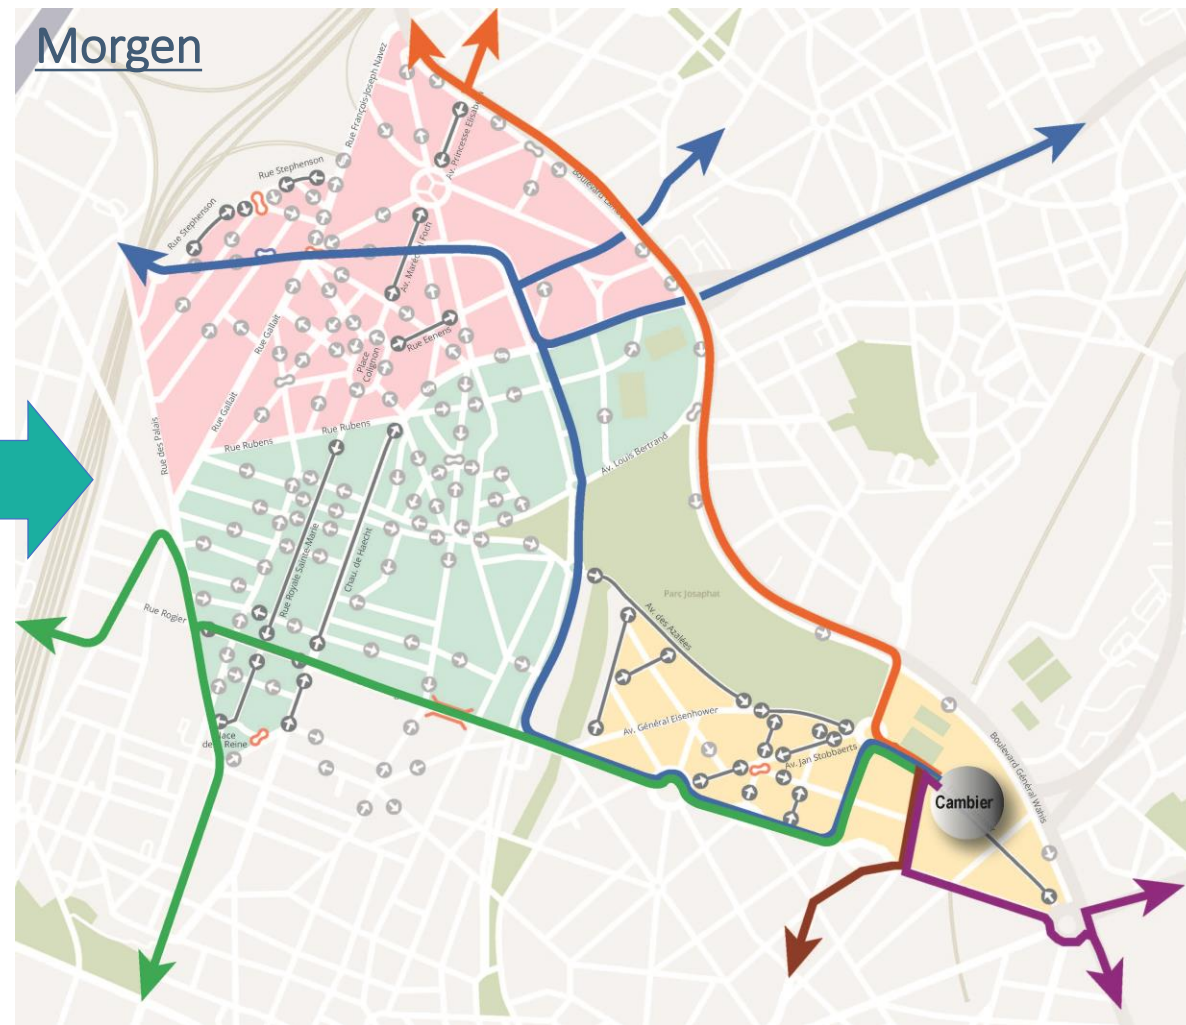 Morgen
Rue François-Joseph Navez
Av. Princesse Elisabeth
Rue Stephenson
Rue Stephenson
Av. Maréchal Foch
Rue Gallait
Place
Colignon
Rue Eenens
Rue Gallait
Rue des Palais
Rue Rubens
Rue Rubens
Av. Louis Bertrand
Rue Royale Sainte-Marie
Chau. de Haecht
Parc Josaphat
Rue Rogier
Av. des Azalées
Av. Général Eisenhower
Place
de la Reine
Av. Jan Stobbaerts
Boulevard Général Wahis
Cambier